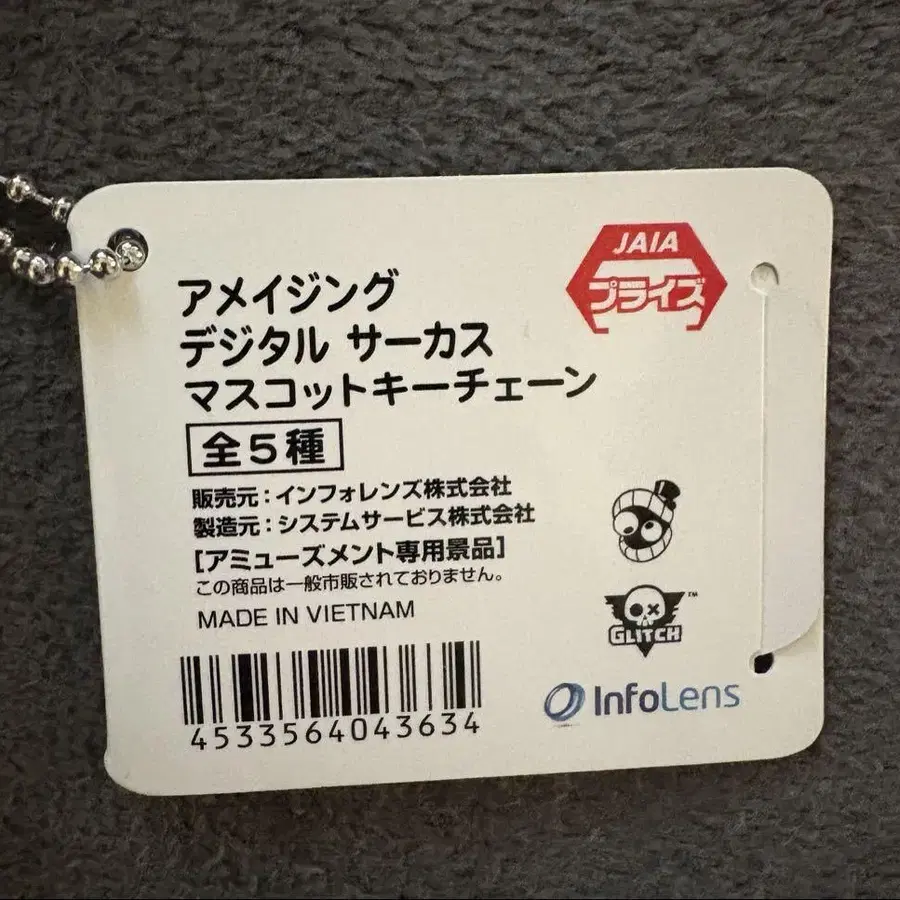 JAIA
プライズ
アメイジング
デジタル サーカス
マスコットキーチェーン
全5種
販売元:インフォレンズ株式会社
製造元:システムサービス株式会社
[アミューズメント専用景品]
この商品は一般市販されておりません。
MADE IN VIETNAM
4533564043634
GLITCH™
InfoLens